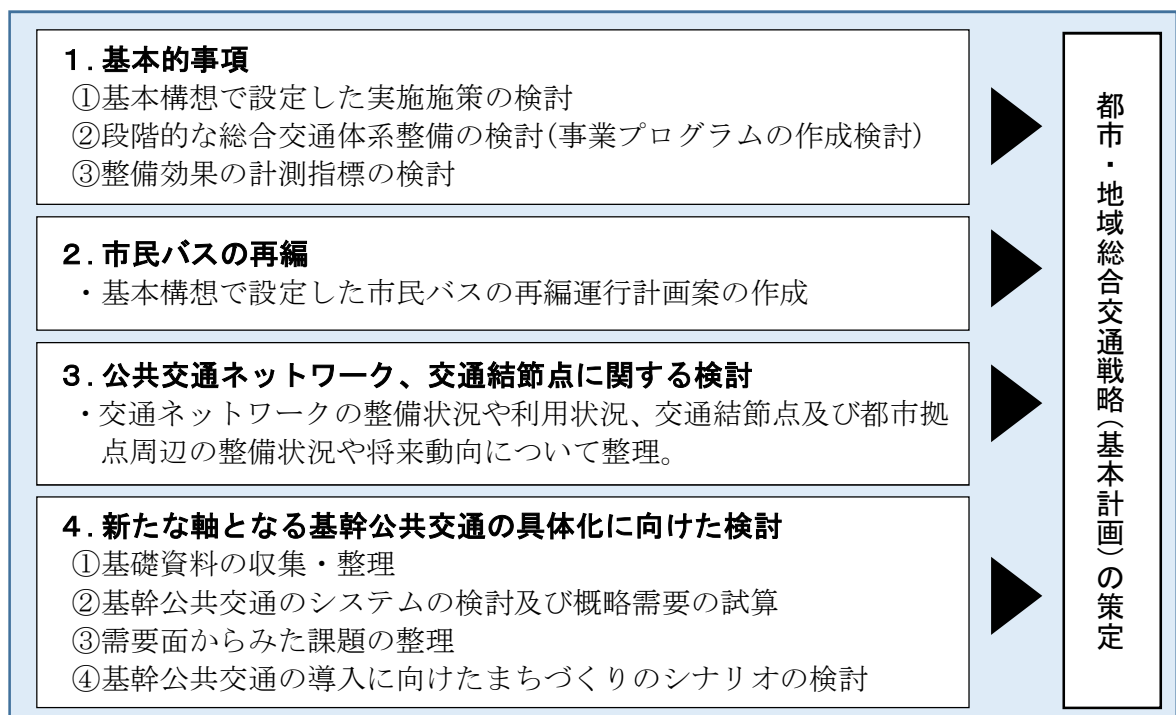 1.基本的事項
①基本構想で設定した実施施策の検討
②段階的な総合交通体系整備の検討(事業プログラムの作成検討)
③整備効果の計測指標の検討
2.市民バスの再編
・基本構想で設定した市民バスの再編運行計画案の作成
3.公共交通ネットワーク、交通結節点に関する検討
・交通ネットワークの整備状況や利用状況、交通結節点及び都市拠
点周辺の整備状況や将来動向について整理。
4.新たな軸となる基幹公共交通の具体化に向けた検討
①基礎資料の収集・整理
②基幹公共交通のシステムの検討及び概略需要の試算
③需要面からみた課題の整理
④基幹公共交通の導入に向けたまちづくりのシナリオの検討
都市・地域総合交通戦略(基本計画)の策定